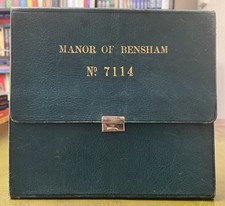 MANOR OF BENSHAM
Nº 7114